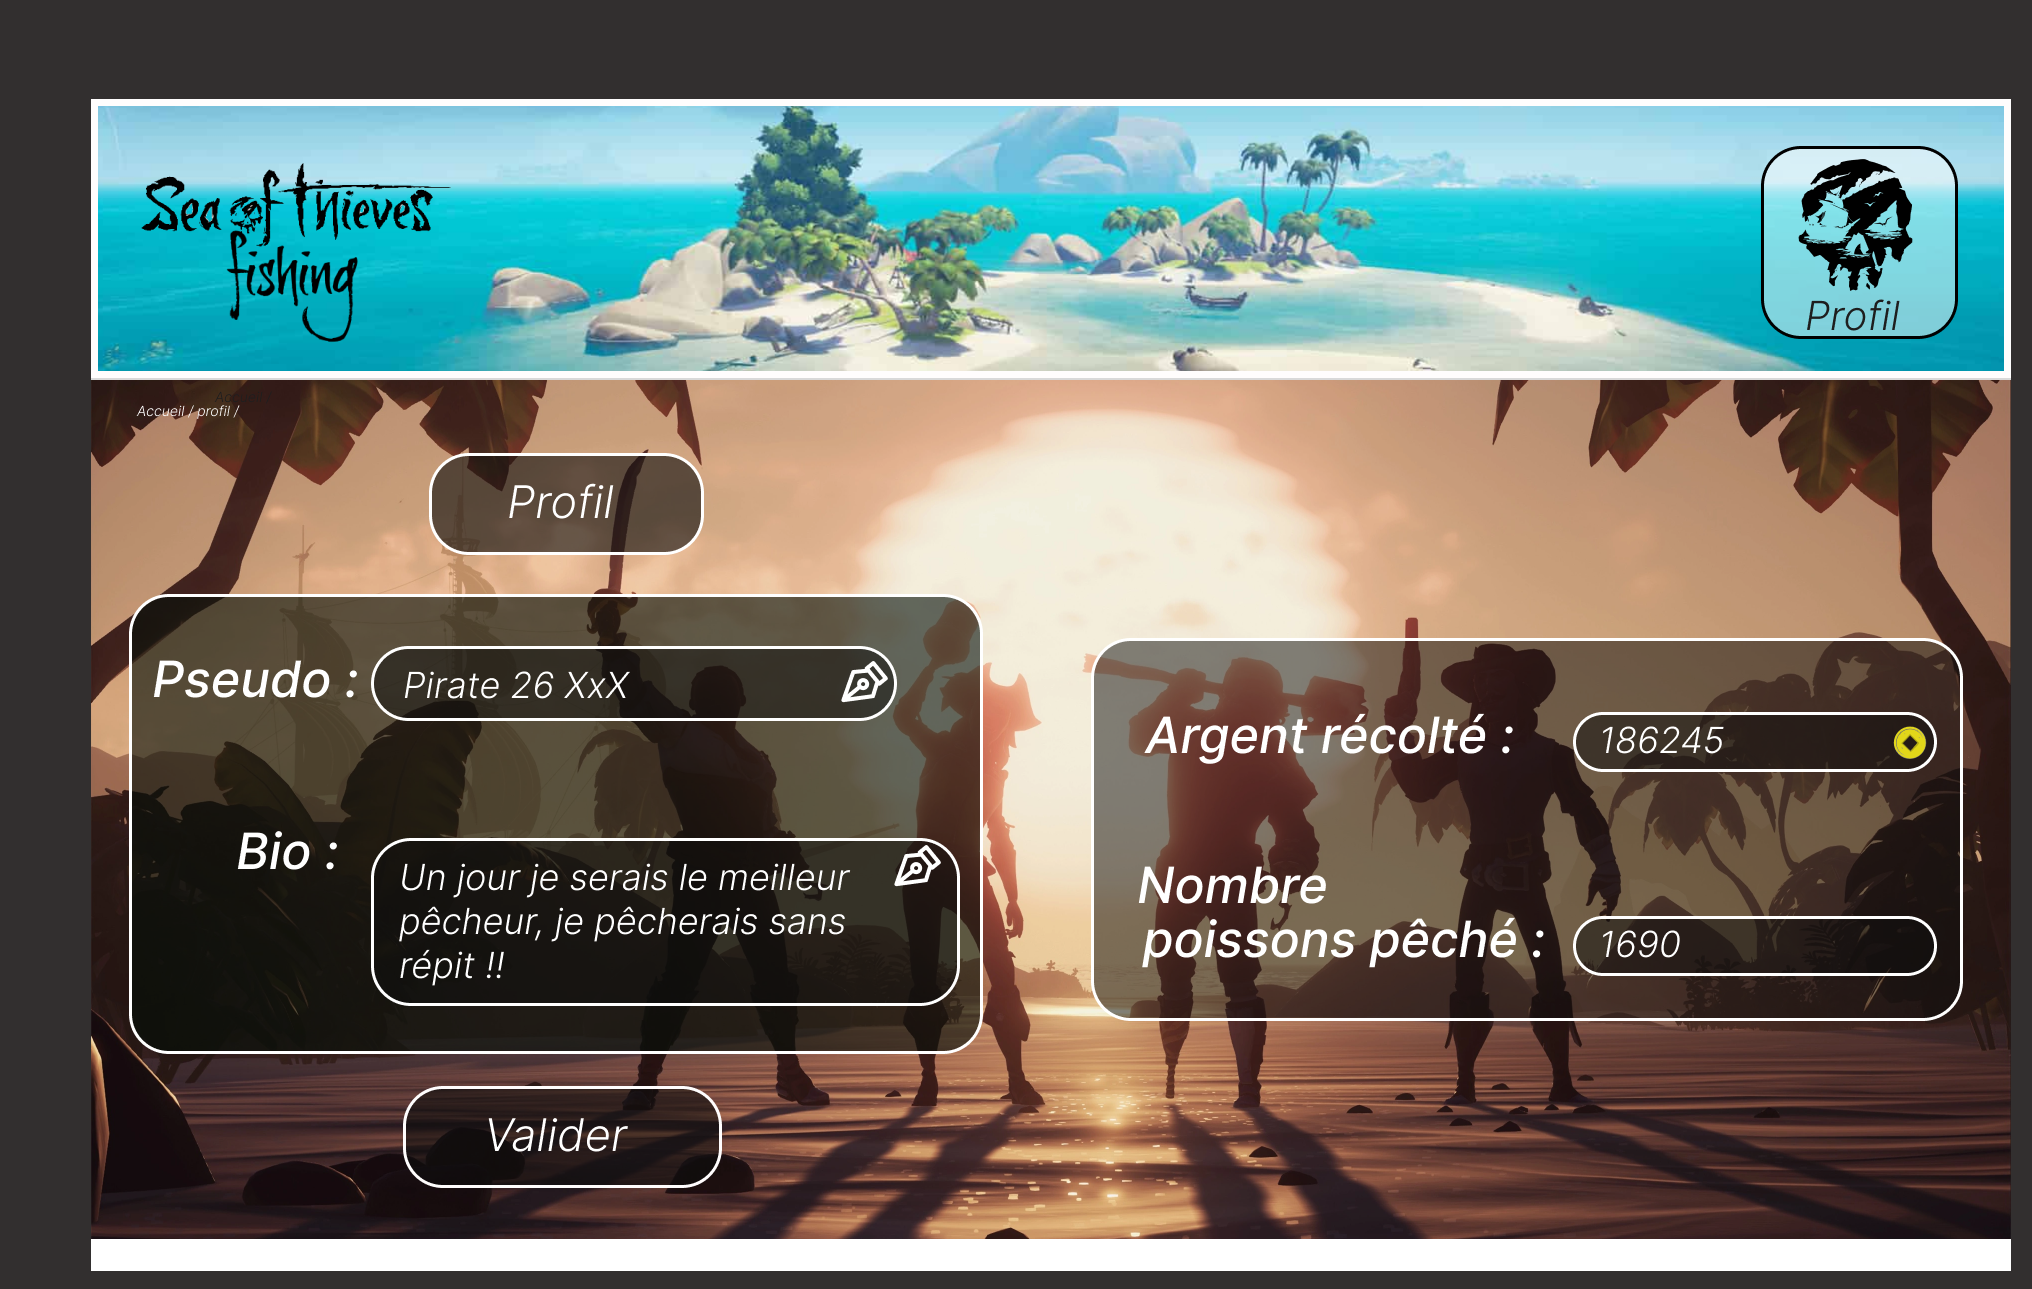 Sea of thieves
fishing
Profil
Accueil / profil /
Profil
Pseudo :
Pirate 26 XxX
Bio :
Un jour je serais le meilleur
pêcheur, je pêcherais sans
répit !!
Valider
Argent récolté :
186245
Nombre
poissons pêché :
1690